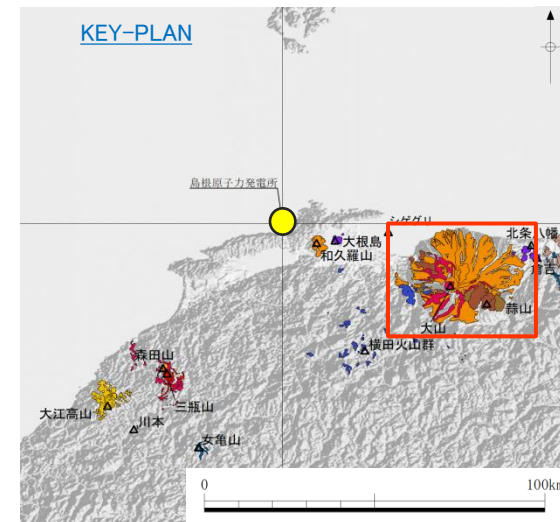 KEY-PLAN
島根原子力発電所
シゲグリ
北条八幡
大根島
倉吉
和久羅山
蒜山
大山
横田火山群
森田山
三瓶山
大江高山
川本
女亀山
0
100km